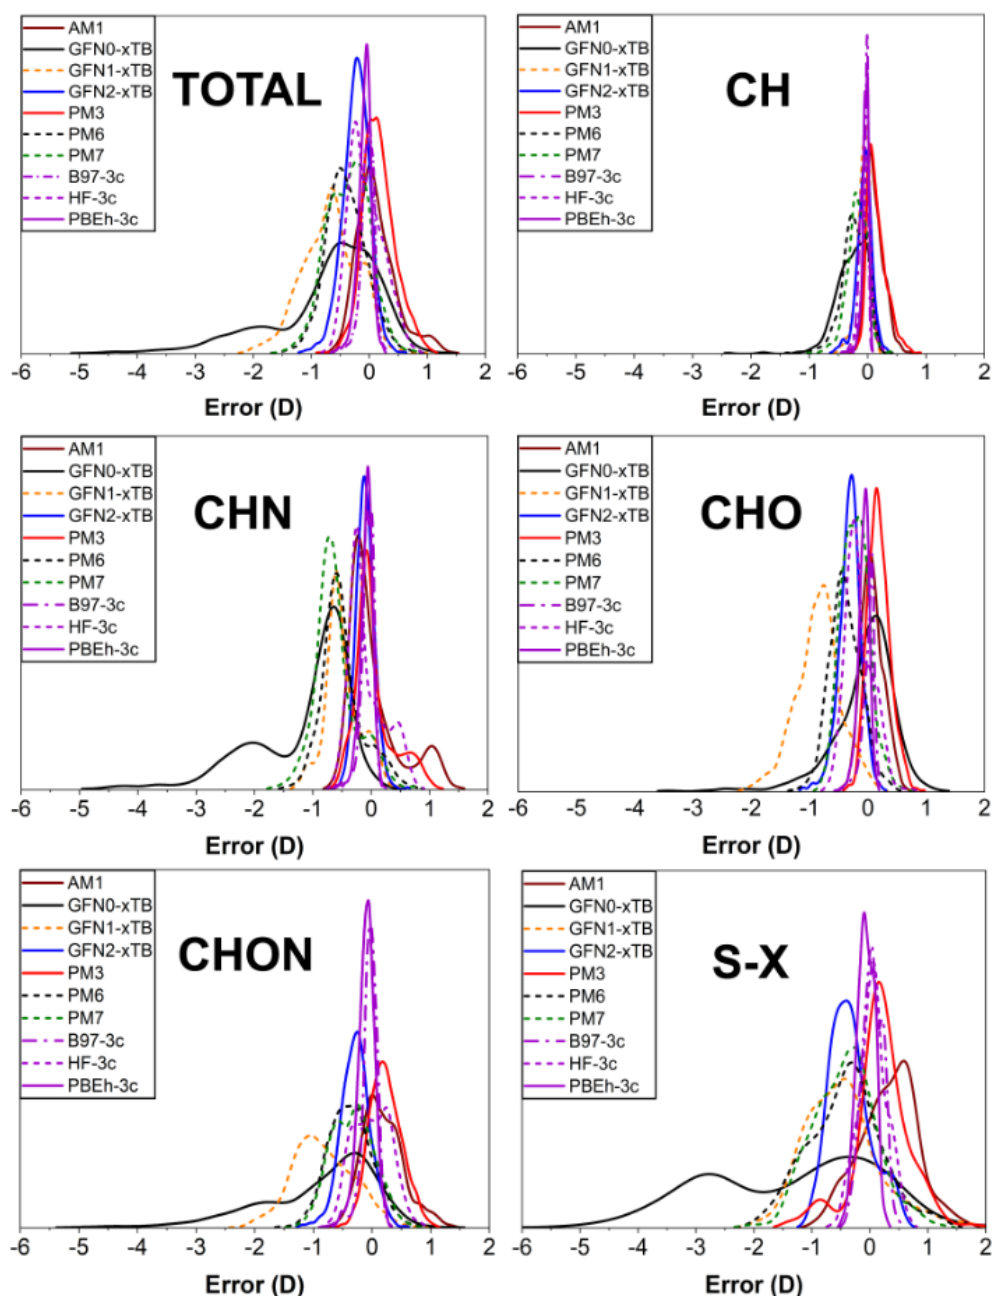 AM1
GFN0-xTB
GFN1-xTB
GFN2-xTB
PM3
PM6
PM7
B97-3c
HF-3c
PBEh-3c
TOTAL
-6 -5 -4 -3 -2 -1 0 1 2
Error (D)
AM1
GFN0-xTB
GFN1-xTB
GFN2-xTB
PM3
PM6
PM7
B97-3c
HF-3c
PBEh-3c
CH
-6 -5 -4 -3 -2 -1 0 1 2
Error (D)
AM1
GFN0-xTB
GFN1-xTB
GFN2-xTB
PM3
PM6
PM7
B97-3c
HF-3c
PBEh-3c
CHN
-6 -5 -4 -3 -2 -1 0 1 2
Error (D)
AM1
GFN0-xTB
GFN1-xTB
GFN2-xTB
PM3
PM6
PM7
B97-3c
HF-3c
PBEh-3c
CHO
-6 -5 -4 -3 -2 -1 0 1 2
Error (D)
AM1
GFN0-xTB
GFN1-xTB
GFN2-xTB
PM3
PM6
PM7
B97-3c
HF-3c
PBEh-3c
CHON
-6 -5 -4 -3 -2 -1 0 1 2
Error (D)
AM1
GFN0-xTB
GFN1-xTB
GFN2-xTB
PM3
PM6
PM7
B97-3c
HF-3c
PBEh-3c
S-X
-6 -5 -4 -3 -2 -1 0 1 2
Error (D)